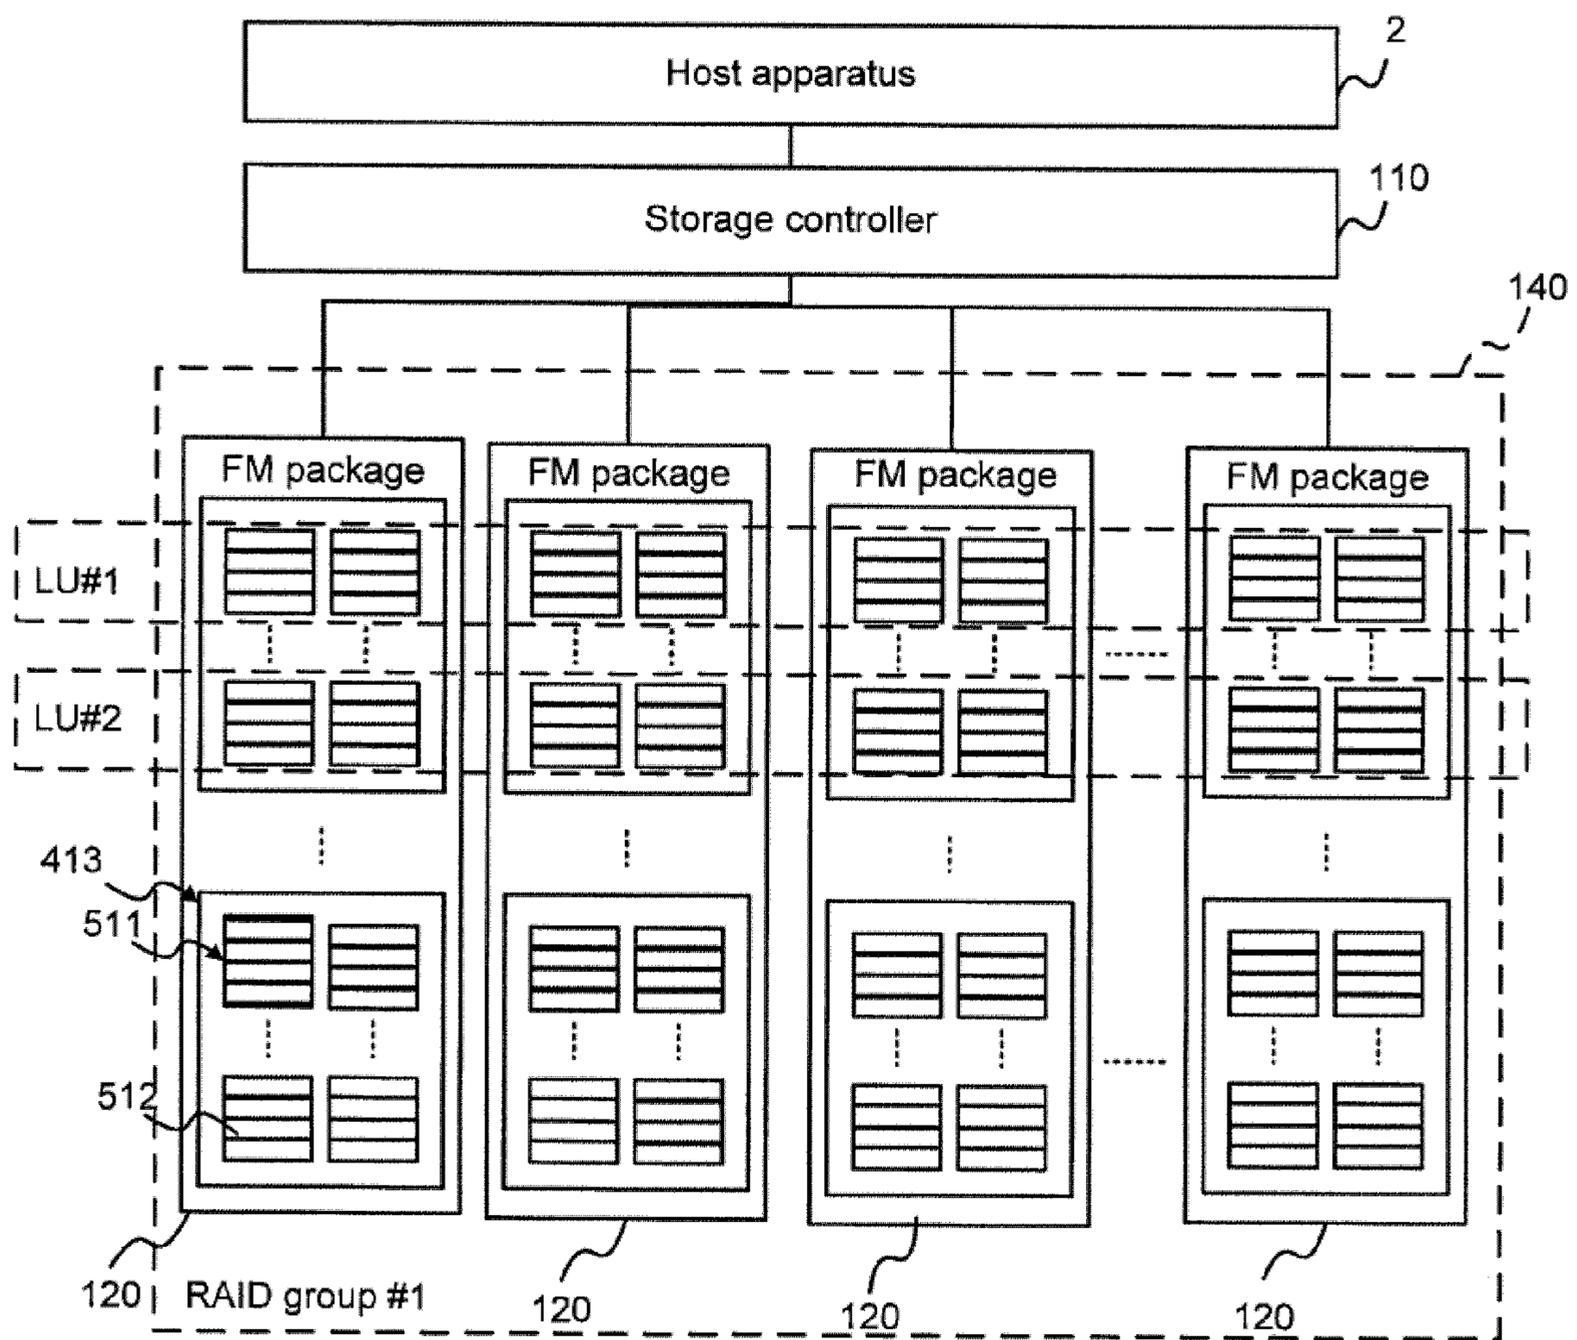 2
Host apparatus
110
Storage controller
140
FM package FM package FM package FM package
LU#1
LU#2
413
511
512
120 RAID group #1 120 120 120